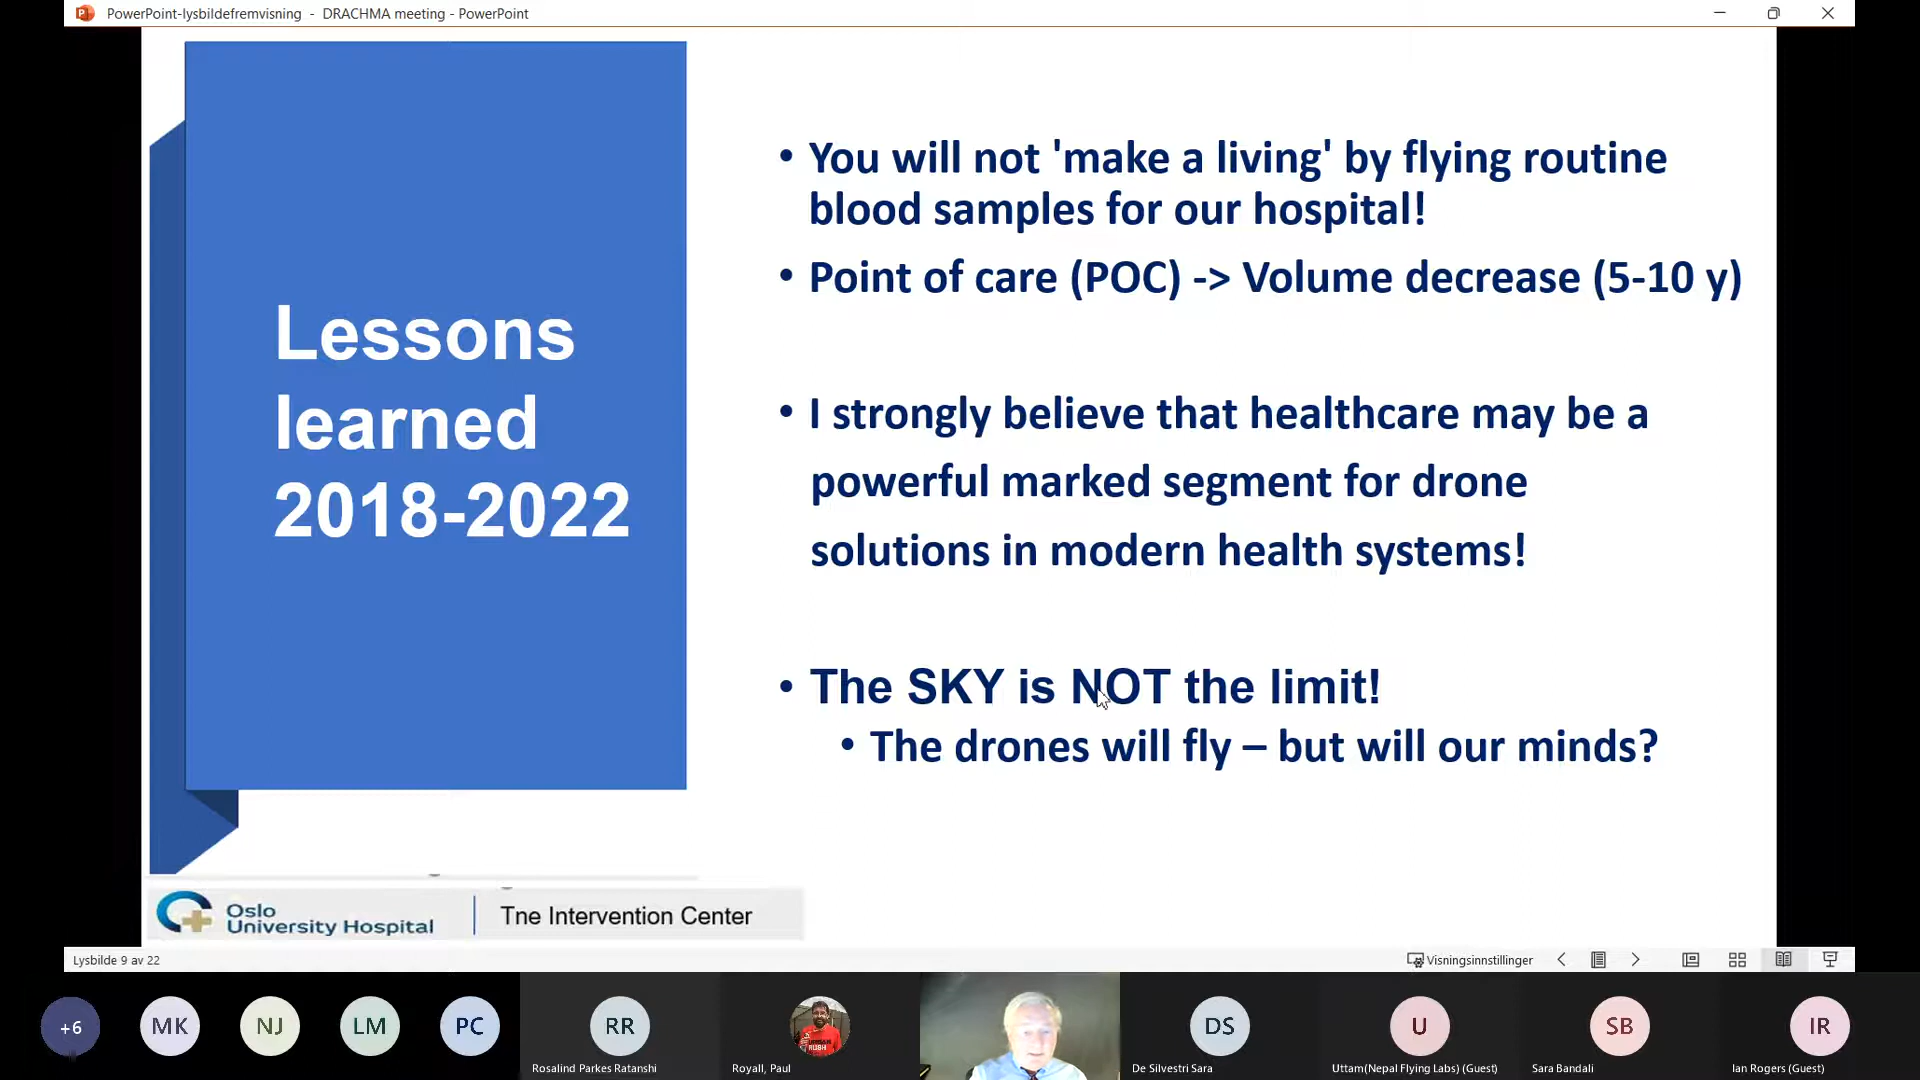 PowerPoint-lysbildefremvisning - DRACHMA meeting - PowerPoint
Lessons
learned
2018-2022
• You will not 'make a living' by flying routine
blood samples for our hospital!
• Point of care (POC) -> Volume decrease (5-10 y)
• I strongly believe that healthcare may be a
powerful marked segment for drone
solutions in modern health systems!
• The SKY is NOT the limit!
• The drones will fly – but will our minds?
Oslo
University Hospital
Tne Intervention Center
Lysbilde 9 av 22
Visningsinnstillinger
+6
MK
NJ
LM
PC
RR
DS
U
SB
IR
Rosalind Parkes Ratanshi
Royall, Paul
De Silvestri Sara
Uttam(Nepal Flying Labs) (Guest)
Sara Bandali
Ian Rogers (Guest)